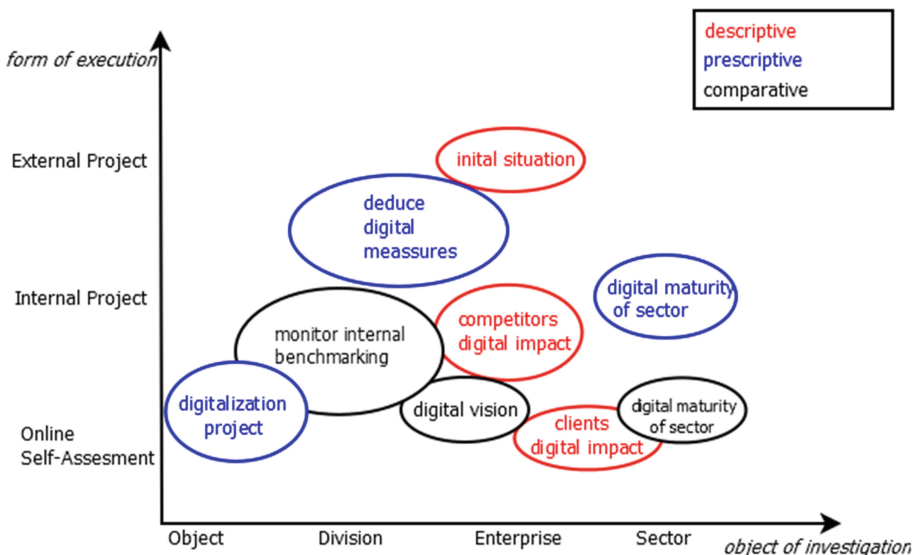 form of execution
descriptive
prescriptive
comparative
External Project
inital situation
deduce
digital
meassures
Internal Project
digital maturity
of sector
competitors
digital impact
monitor internal
benchmarking
digitalization
project
digital vision
clients
digital impact
digital maturity
of sector
Online
Self-Assesment
Object
Division
Enterprise
Sector
object of investigation